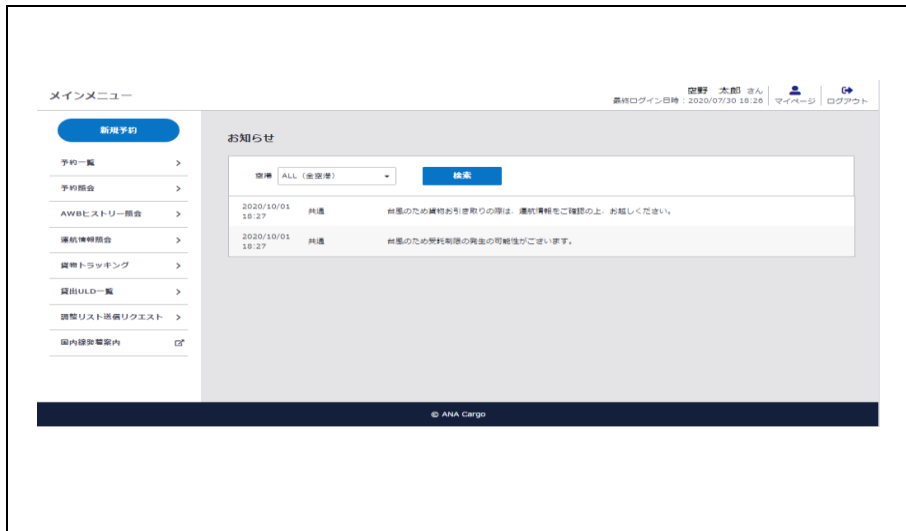 メインメニュー
空野 太郎 さん
最終ログイン日時:2020/07/30 18:26
マイページ
ログアウト
新規予約
予約一覧
予約照会
AWBヒストリー照会
運航情報照会
貨物トラッキング
貸出ULD一覧
調整リスト送信リクエスト
国内線発着案内
お知らせ
空港 ALL(全空港) 検索
2020/10/01
18:27
共通
台風のため貨物お引き取りの際は、運航情報をご確認の上、お越しください。
2020/10/01
18:27
共通
台風のため受託制限の発生の可能性がございます。
© ANA Cargo